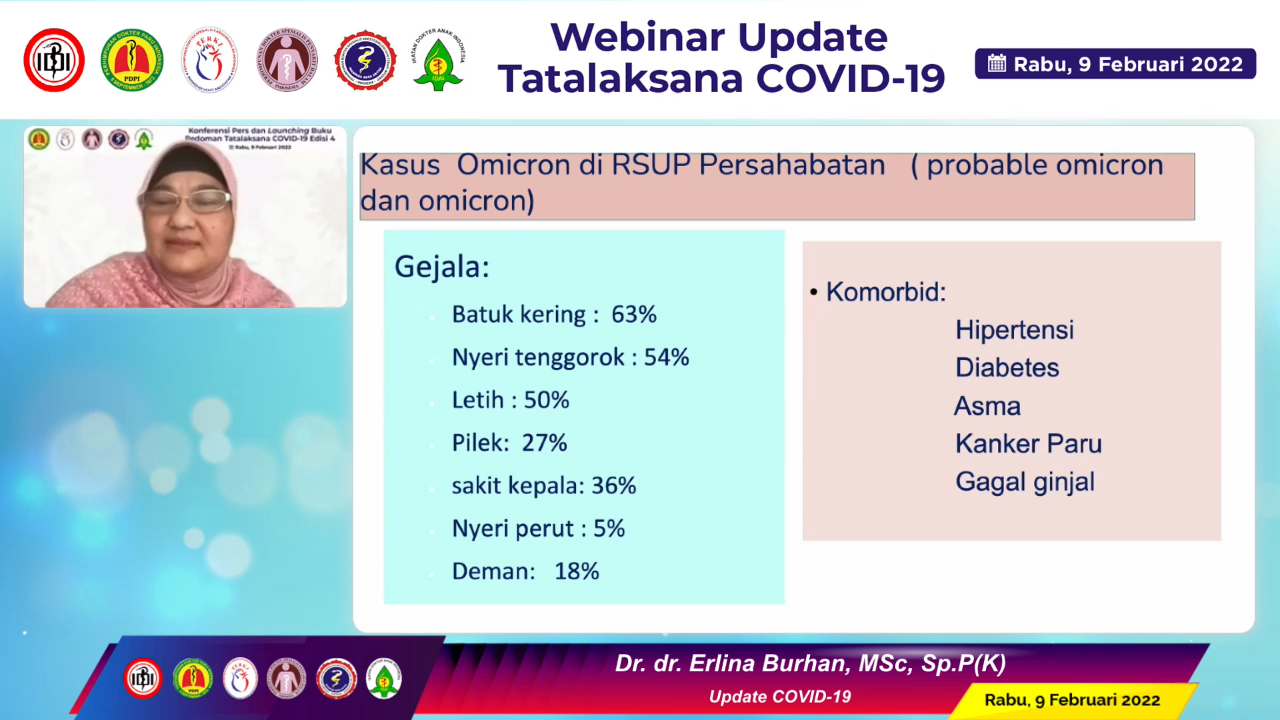 Webinar Update
Tatalaksana COVID-19
Rabu, 9 Februari 2022
Konferensi Pers dan Launching Buku
Pedoman Tatalaksana COVID-19 Edisi 4
Rabu, 9 Februari 2022
Kasus Omicron di RSUP Persahabatan ( probable omicron
dan omicron)
Gejala:
Batuk kering : 63%
Nyeri tenggorok : 54%
Letih : 50%
Pilek: 27%
sakit kepala: 36%
Nyeri perut : 5%
Deman: 18%
• Komorbid:
Hipertensi
Diabetes
Asma
Kanker Paru
Gagal ginjal
Dr. dr. Erlina Burhan, MSc, Sp.P(K)
Update COVID-19
Rabu, 9 Februari 2022